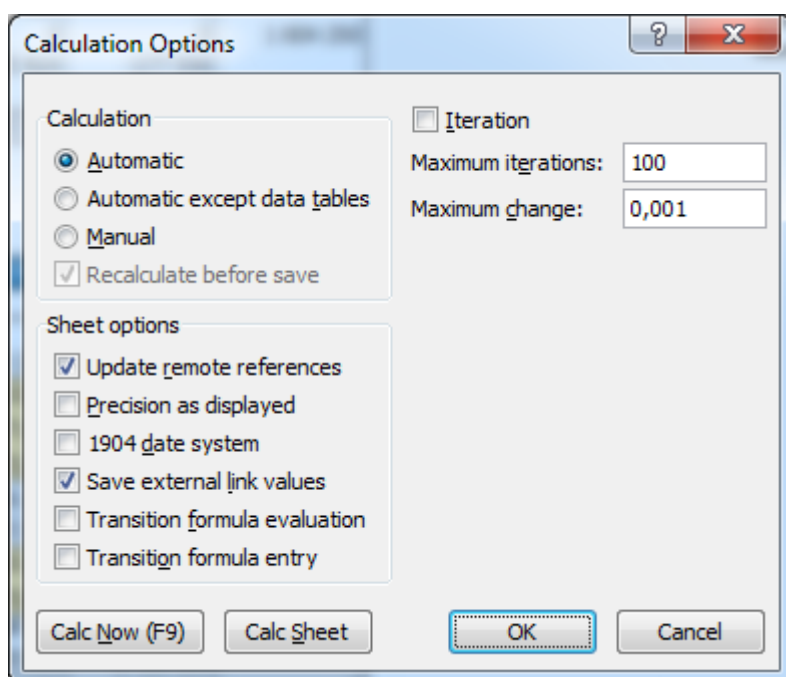 Calculation Options
Calculation
Automatic
Automatic except data tables
Manual
Recalculate before save
Iteration
Maximum iterations: 100
Maximum change: 0,001
Sheet options
Update remote references
Precision as displayed
1904 date system
Save external link values
Transition formula evaluation
Transition formula entry
Calc Now (F9) Calc Sheet OK Cancel